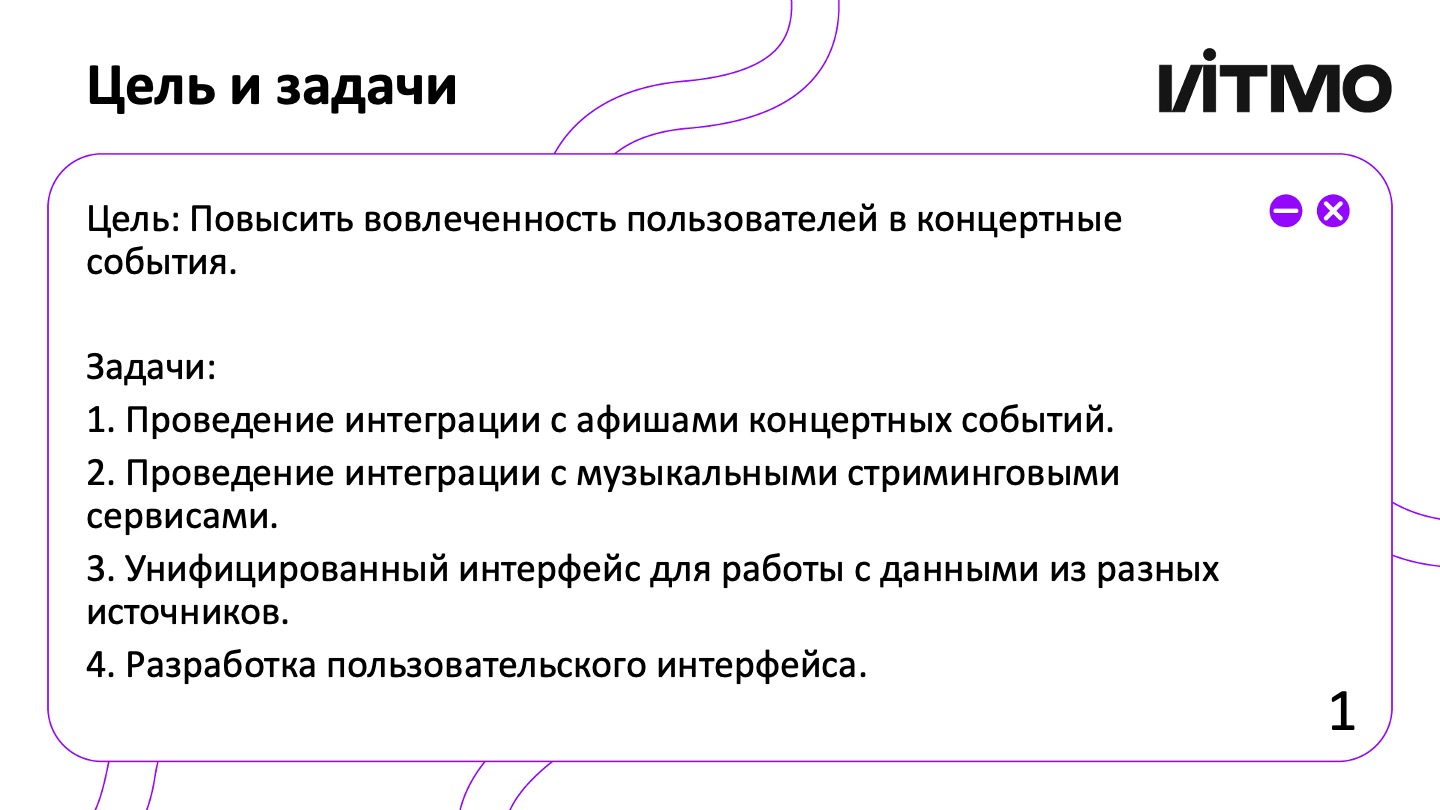 Цель и задачи
ИТМО
Цель: Повысить вовлеченность пользователей в концертные
события.
Задачи:
1. Проведение интеграции с афишами концертных событий.
2. Проведение интеграции с музыкальными стриминговыми
сервисами.
3. Унифицированный интерфейс для работы с данными из разных
источников.
4. Разработка пользовательского интерфейса.
1